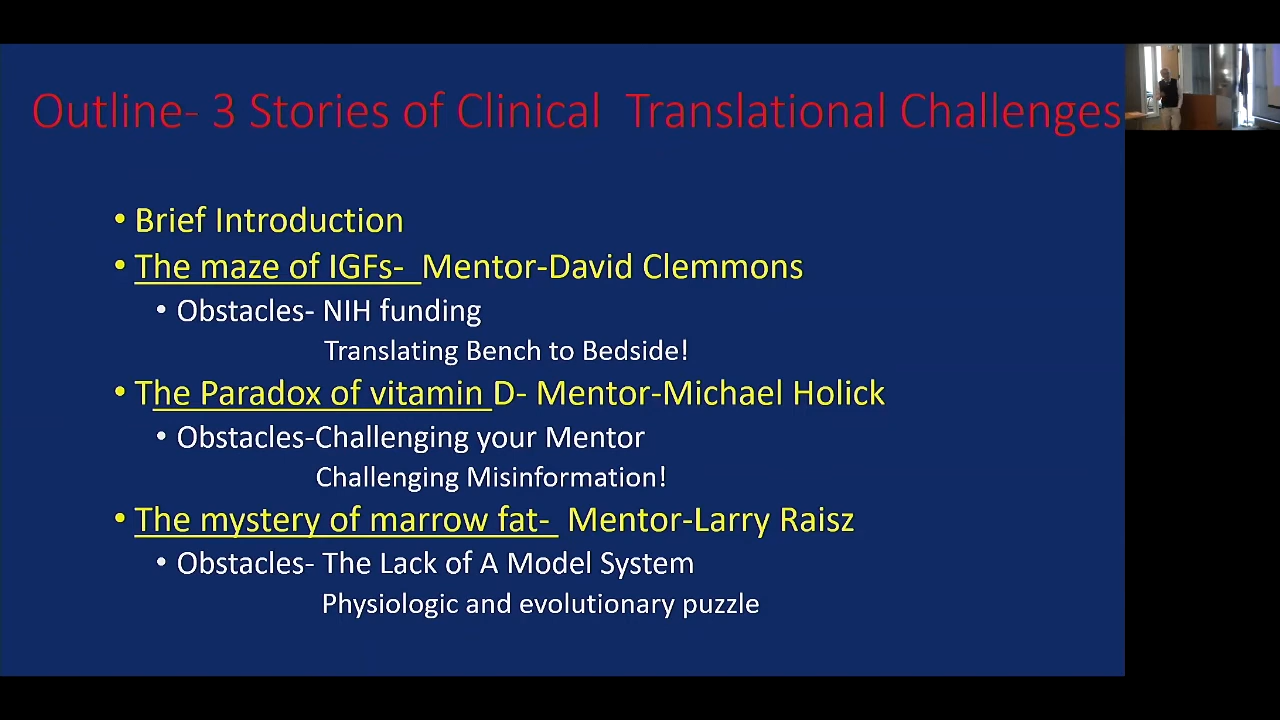 Outline- 3 Stories of Clinical  Translational Challenges
• Brief Introduction
• The maze of IGFs-  Mentor-David Clemmons
• Obstacles- NIH funding
Translating Bench to Bedside!
• The Paradox of vitamin D- Mentor-Michael Holick
• Obstacles-Challenging your Mentor
Challenging Misinformation!
• The mystery of marrow fat-  Mentor-Larry Raisz
• Obstacles- The Lack of A Model System
Physiologic and evolutionary puzzle